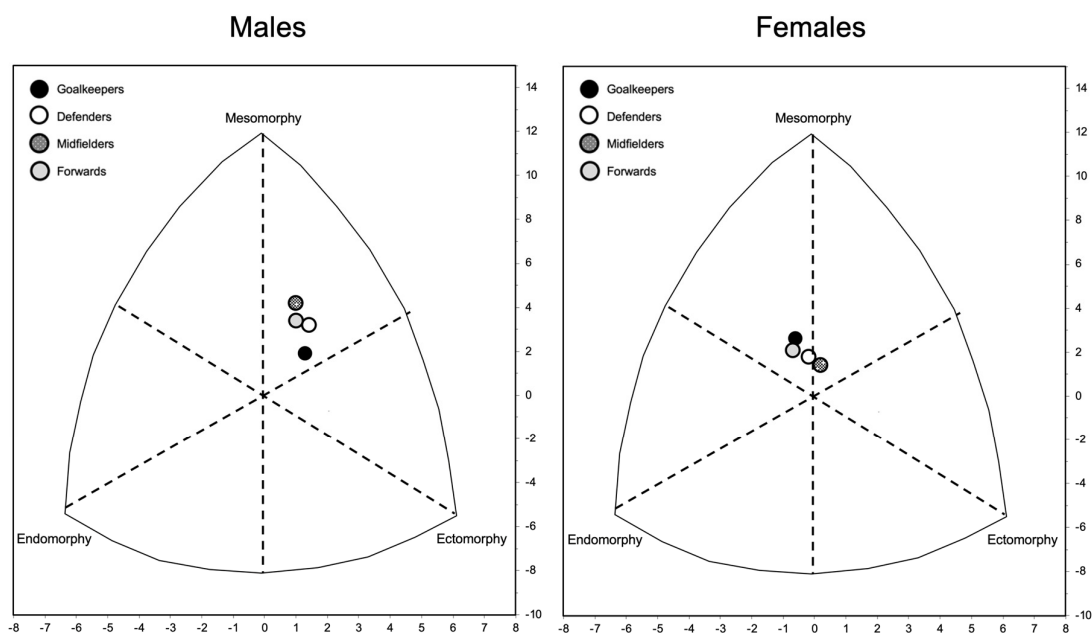 Males
Goalkeepers
Defenders
Midfielders
Forwards
Mesomorphy
Endomorphy
Ectomorphy
14
12
10
8
6
4
2
0
-2
-4
-6
-8
-10
-8 -7 -6 -5 -4 -3 -2 -1 0 1 2 3 4 5 6 7 8
Females
Goalkeepers
Defenders
Midfielders
Forwards
Mesomorphy
Endomorphy
Ectomorphy
14
12
10
8
6
4
2
0
-2
-4
-6
-8
-10
-8 -7 -6 -5 -4 -3 -2 -1 0 1 2 3 4 5 6 7 8